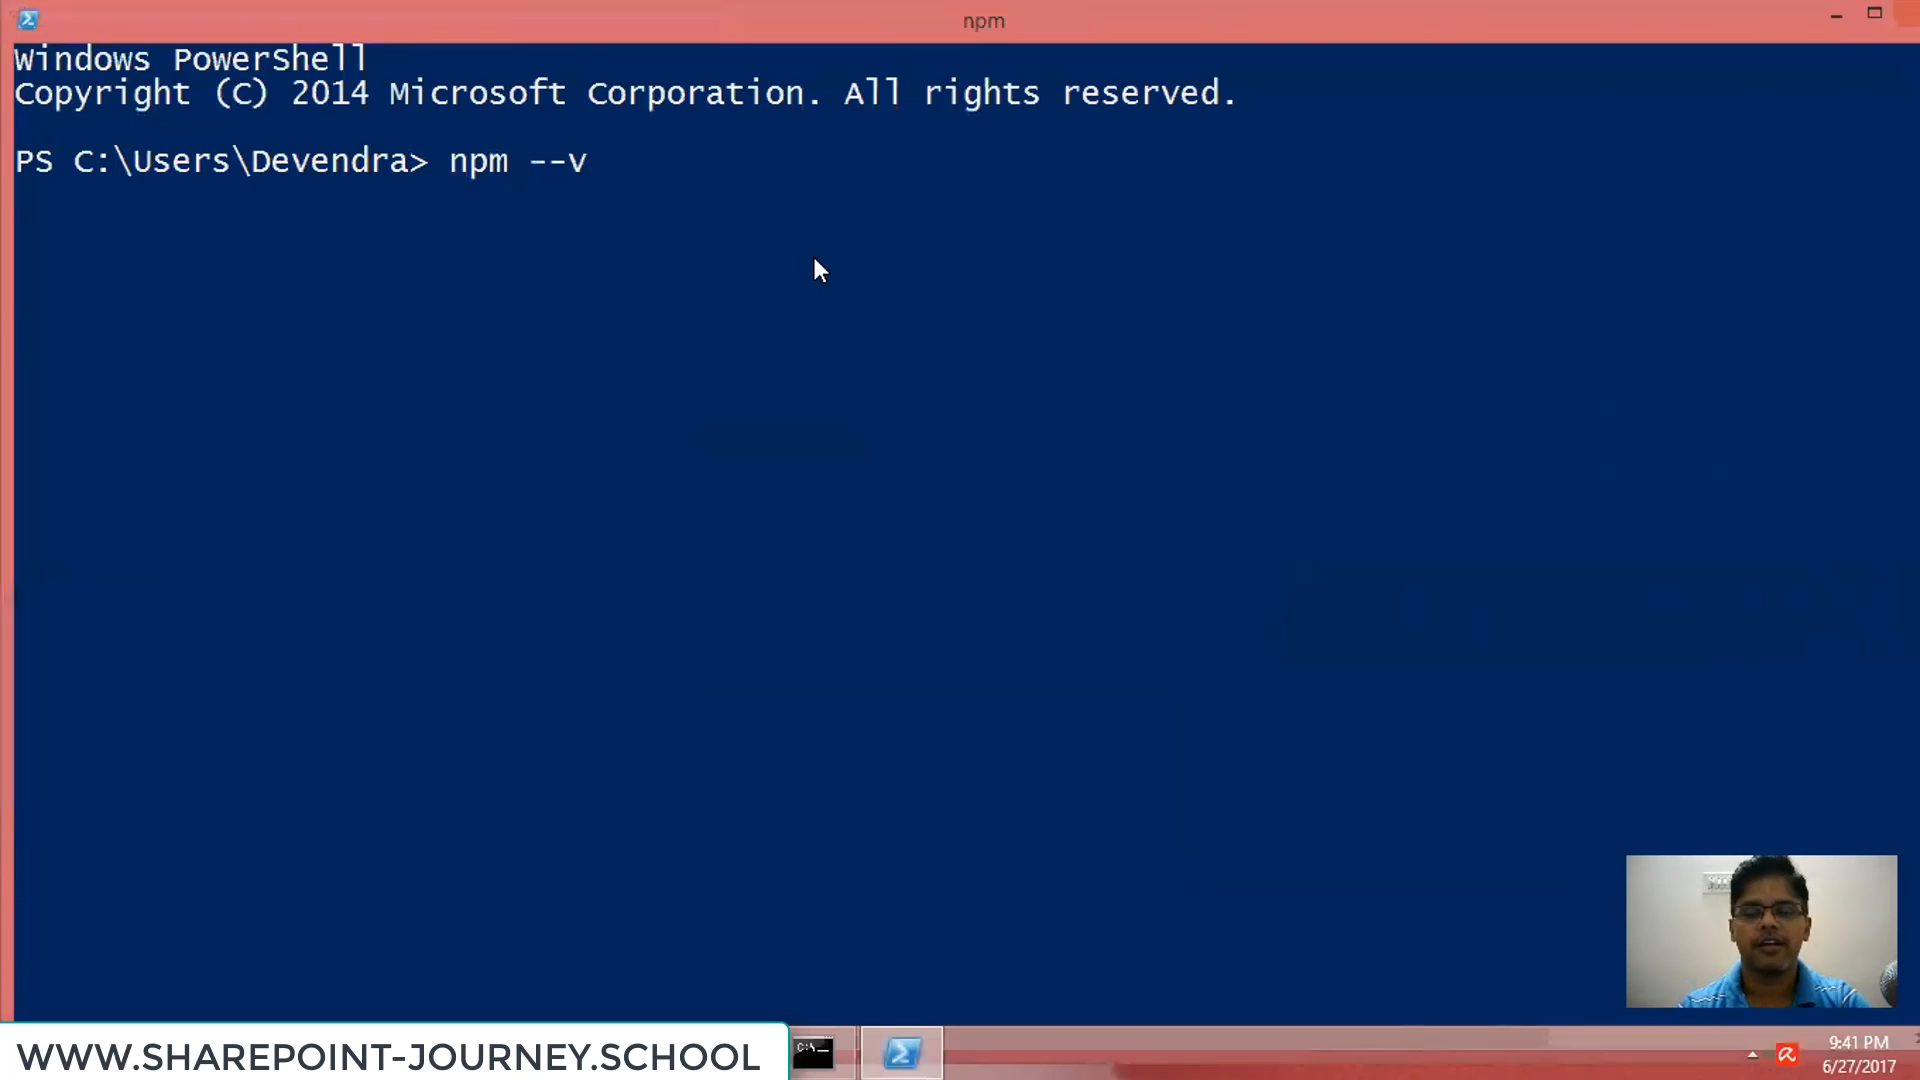 npm
Windows PowerShell
Copyright (C) 2014 Microsoft Corporation. All rights reserved.
PS C:\Users\Devendra> npm --v
WWW.SHAREPOINT-JOURNEY.SCHOOL
C:\_
9:41 PM
6/27/2017